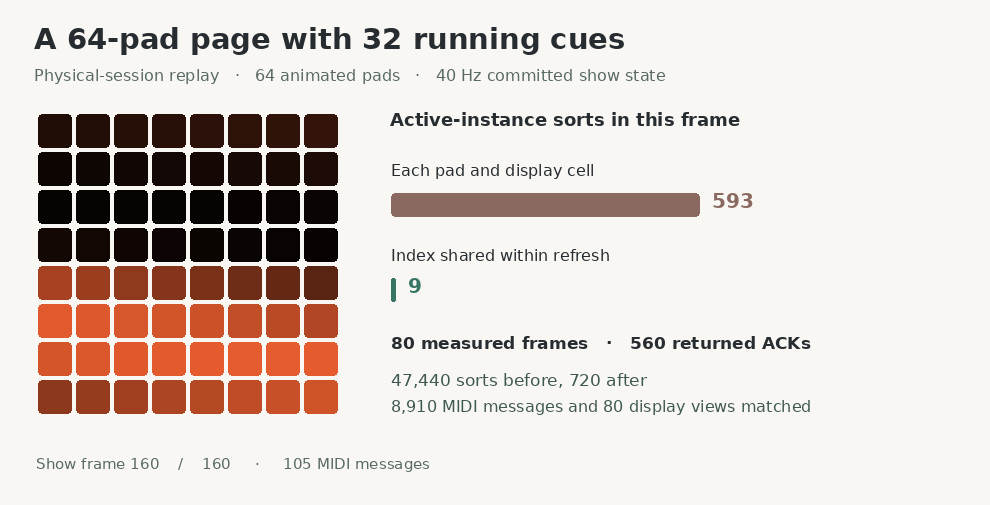 A 64-pad page with 32 running cues
Physical-session replay · 64 animated pads · 40 Hz committed show state
Active-instance sorts in this frame
Each pad and display cell
593
Index shared within refresh
9
80 measured frames · 560 returned ACKs
47,440 sorts before, 720 after
8,910 MIDI messages and 80 display views matched
Show frame 160 / 160 · 105 MIDI messages